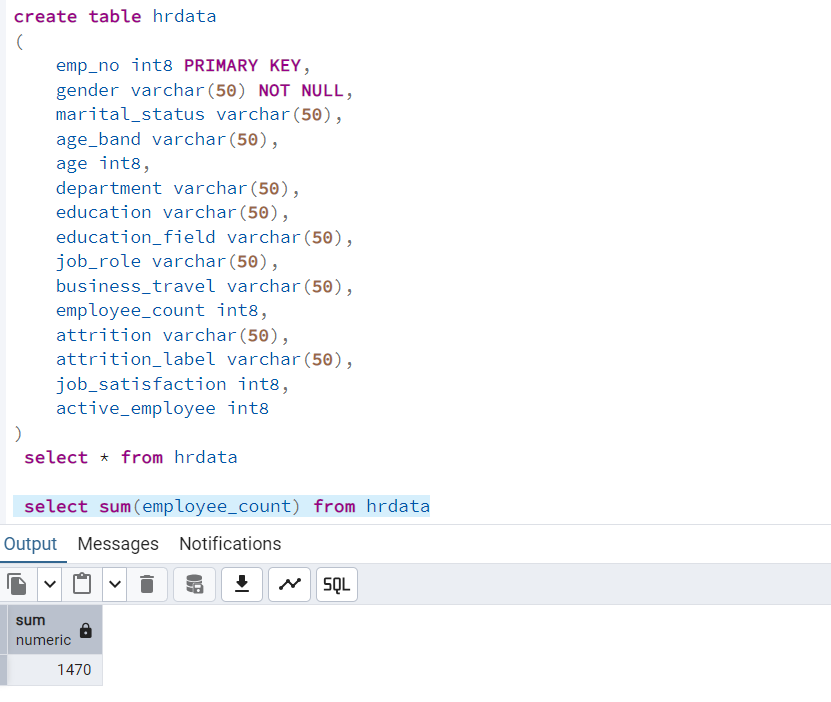 create table hrdata
(
emp_no int8 PRIMARY KEY,
gender varchar(50) NOT NULL,
marital_status varchar(50),
age_band varchar(50),
age int8,
department varchar(50),
education varchar(50),
education_field varchar(50),
job_role varchar(50),
business_travel varchar(50),
employee_count int8,
attrition varchar(50),
attrition_label varchar(50),
job_satisfaction int8,
active_employee int8
)
select * from hrdata
select sum(employee_count) from hrdata
Output Messages Notifications
SQL
sum
numeric
1470